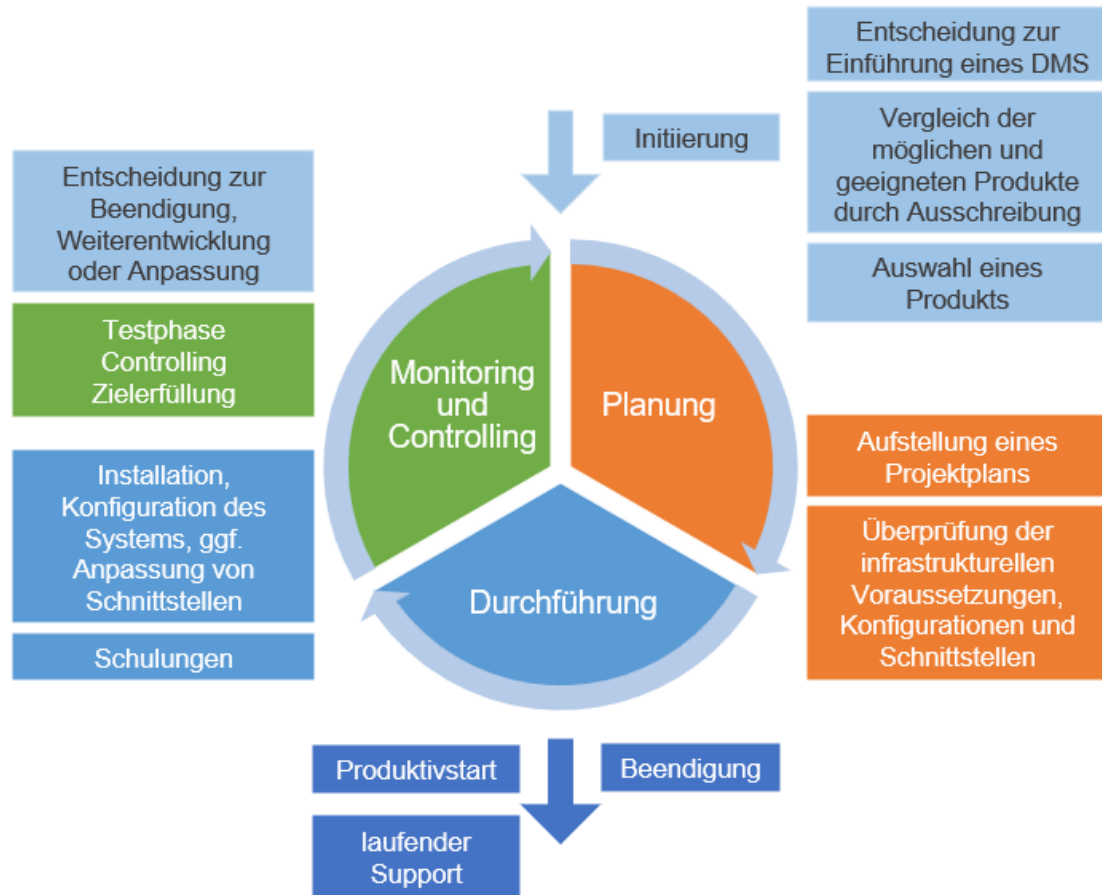 Entscheidung zur
Einführung eines DMS
Vergleich der
möglichen und
geeigneten Produkte
durch Ausschreibung
Auswahl eines
Produkts
Initiierung
Entscheidung zur
Beendigung,
Weiterentwicklung
oder Anpassung
Testphase
Controlling
Zielerfüllung
Installation,
Konfiguration des
Systems, ggf.
Anpassung von
Schnittstellen
Schulungen
Monitoring
und
Controlling
Planung
Durchführung
Aufstellung eines
Projektplans
Überprüfung der
infrastrukturellen
Voraussetzungen,
Konfigurationen und
Schnittstellen
Produktivstart
Beendigung
laufender
Support